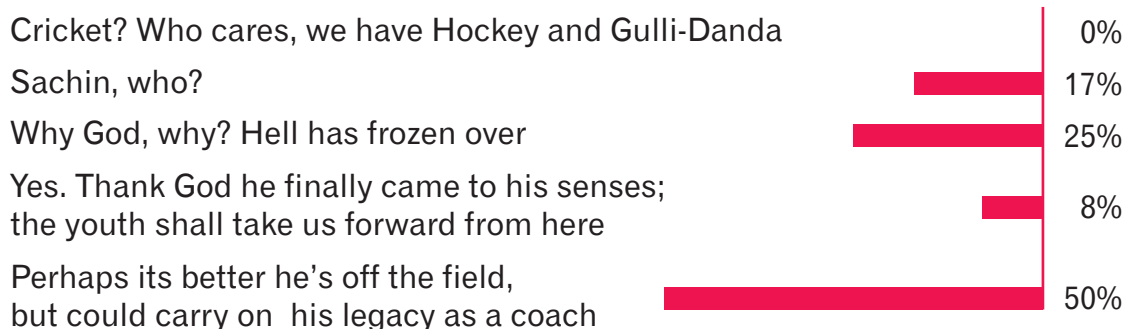 Cricket? Who cares, we have Hockey and Gulli-Danda 0%
Sachin, who? 17%
Why God, why? Hell has frozen over 25%
Yes. Thank God he finally came to his senses;
the youth shall take us forward from here 8%
Perhaps its better he's off the field,
but could carry on  his legacy as a coach 50%